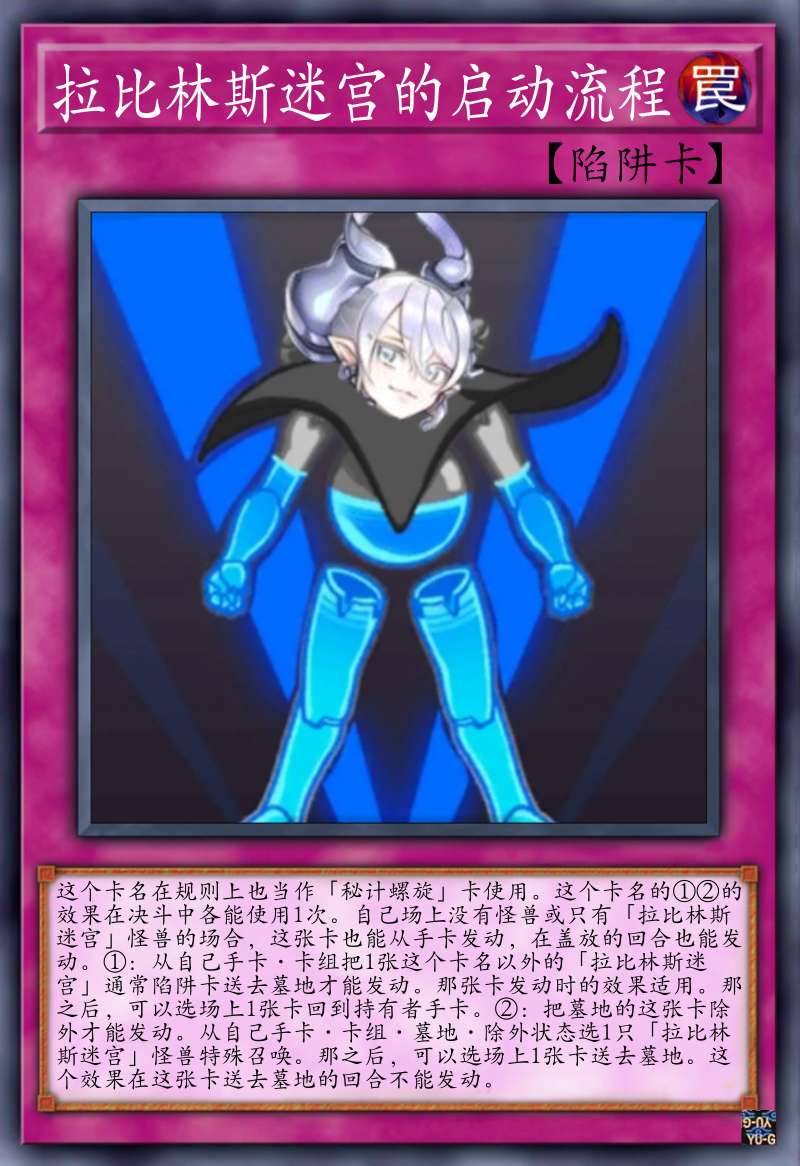 拉比林斯迷宫的启动流程 罠
【陷阱卡】
这个卡名在规则上也当作「秘计螺旋」卡使用。这个卡名的①②的
效果在决斗中各能使用1次。自己场上没有怪兽或只有「拉比林斯
迷宫」怪兽的场合，这张卡也能从手卡发动，在盖放的回合也能发
动。①：从自己手卡·卡组把1张这个卡名以外的「拉比林斯迷
宫」通常陷阱卡送去墓地才能发动。那张卡发动时的效果适用。那
之后，可以选场上1张卡回到持有者手卡。②：把墓地的这张卡除
外才能发动。从自己手卡·卡组·墓地·除外状态选1只「拉比林
斯迷宫」怪兽特殊召唤。那之后，可以选场上1张卡送去墓地。这
个效果在这张卡送去墓地的回合不能发动。
YU-G
YU-G